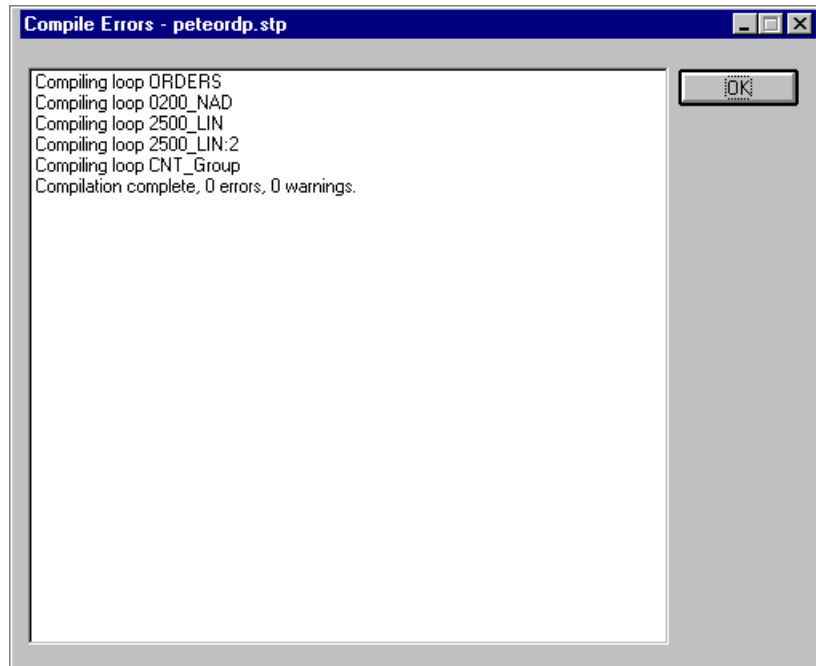 Compile Errors - peteordp.stp
Compiling loop ORDERS
Compiling loop 0200_NAD
Compiling loop 2500_LIN
Compiling loop 2500_LIN:2
Compiling loop CNT_Group
Compilation complete, 0 errors, 0 warnings.
OK